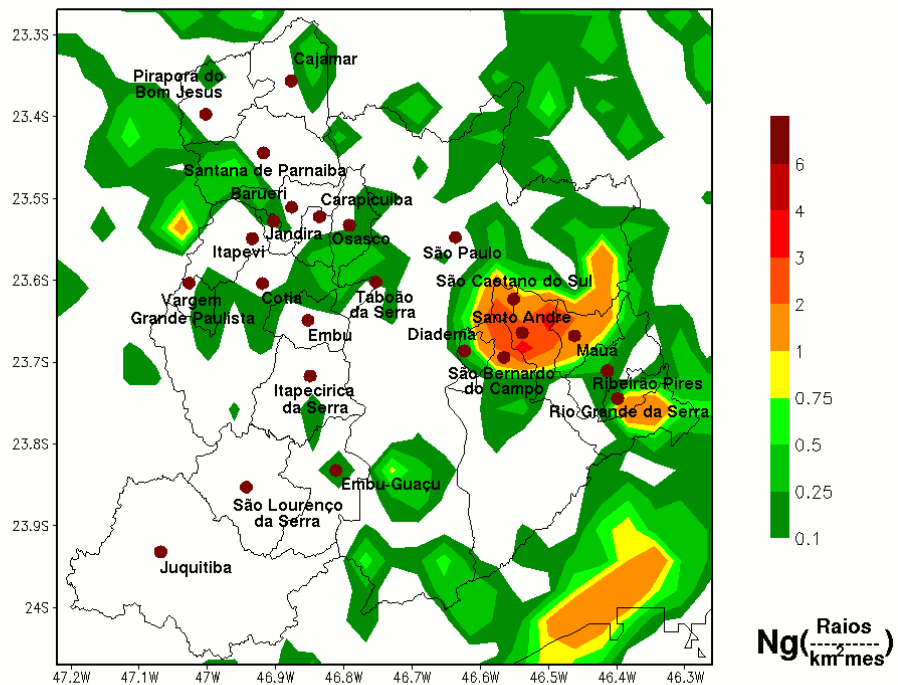 23.3S
Cajamar
Pirapora do
Bom Jesus
6
23.4S
Santana de Parnaiba
4
23.5S
Barueri
Carapicuiba
Jandira
Osasco
Itapevi
São Paulo
3
23.6S
São Caetano do Sul
Vargem
Grande Paulista
Cotia
Taboão
da Serra
Santo Andre
2
Embu
Diadema
Mauá
1
23.7S
São Bernardo
do Campo
Ribeirão Pires
Itapecirica
da Serra
Rio Grande da Serra
0.75
23.8S
0.5
Embu-Guaçu
0.25
São Lourenço
da Serra
23.9S
0.1
Juquitiba
24S
Ng(Raios
--------
km²mes)
47.2W 47.1W 47W 46.9W 46.8W 46.7W 46.6W 46.5W 46.4W 46.3W